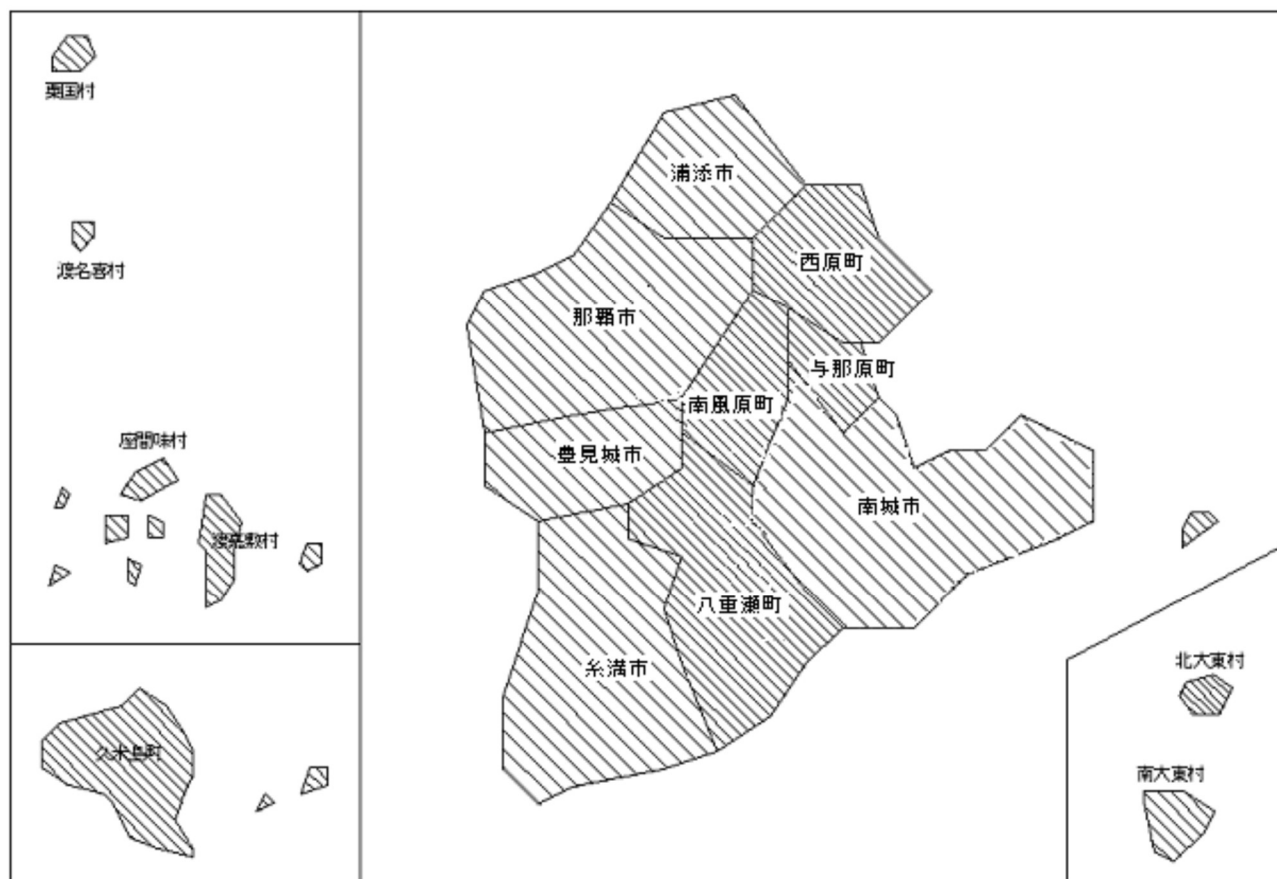 粟国村
渡名喜村
座間味村
渡嘉敷村
久米島町
浦添市
西原町
那覇市
与那原町
南風原町
豊見城市
南城市
八重瀬町
糸満市
北大東村
南大東村